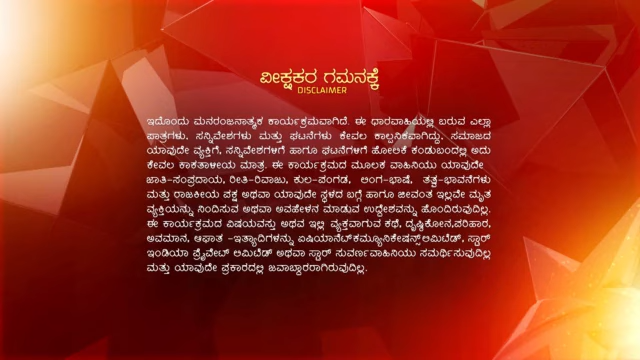 ವೀಕ್ಷಕರ ಗಮನಕ್ಕೆ
DISCLAIMER
ಇದೊಂದು ಮನರಂಜನಾತ್ಮಕ ಕಾರ್ಯಕ್ರಮವಾಗಿದೆ. ಈ ಧಾರವಾಹಿಯಲ್ಲಿ ಬರುವ ಎಲ್ಲಾ
ಪಾತ್ರಗಳು, ಸನ್ನಿವೇಶಗಳು ಮತ್ತು ಘಟನೆಗಳು ಕೇವಲ ಕಾಲ್ಪನಿಕವಾಗಿದ್ದು, ಸಮಾಜದ
ಯಾವುದೇ ವ್ಯಕ್ತಿಗೆ, ಸನ್ನಿವೇಶಗಳಿಗೆ ಹಾಗೂ ಘಟನೆಗಳಿಗೆ ಹೋಲಿಕೆ ಕಂಡುಬಂದಲ್ಲಿ ಅದು
ಕೇವಲ ಕಾಕತಾಳೀಯ ಮಾತ್ರ. ಈ ಕಾರ್ಯಕ್ರಮದ ಮೂಲಕ ವಾಹಿನಿಯು ಯಾವುದೇ
ಜಾತಿ-ಸಂಪ್ರದಾಯ, ರೀತಿ-ರಿವಾಜು, ಕುಲ-ಪಂಗಡ, ಅಂಗ-ಭಾಷೆ, ತತ್ವ-ಭಾವನೆಗಳು
ಮತ್ತು ರಾಜಕೀಯ ಪಕ್ಷ ಅಥವಾ ಯಾವುದೇ ಸ್ಥಳದ ಬಗ್ಗೆ ಹಾಗೂ ಜೀವಂತ ಇಲ್ಲವೇ ಮೃತ
ವ್ಯಕ್ತಿಯನ್ನು ನಿಂದಿಸುವ ಅಥವಾ ಅವಹೇಳನ ಮಾಡುವ ಉದ್ದೇಶವನ್ನು ಹೊಂದಿರುವುದಿಲ್ಲ.
ಈ ಕಾರ್ಯಕ್ರಮದ ವಿಷಯವಸ್ತು ಅಥವ ಇಲ್ಲಿ ವ್ಯಕ್ತವಾಗುವ ಕಥೆ, ದೃಷ್ಟಿಕೋನ,ಪರಿಹಾರ,
ಅವಮಾನ, ಆಘಾತ -ಇತ್ಯಾದಿಗಳನ್ನು ಏಷಿಯಾನೆಟ್‌ಕಮ್ಯೂನಿಕೇಷನ್ಸ್‌ಲಿಮಿಟೆಡ್, ಸ್ಟಾರ್
ಇಂಡಿಯಾ ಪ್ರೈವೇಟ್ ಲಿಮಿಟೆಡ್ ಅಥವಾ ಸ್ಟಾರ್ ಸುವರ್ಣವಾಹಿನಿಯು ಸಮರ್ಥಿಸುವುದಿಲ್ಲ
ಮತ್ತು ಯಾವುದೇ ಪ್ರಕಾರದಲ್ಲಿ ಜವಾಬ್ದಾರರಾಗಿರುವುದಿಲ್ಲ.